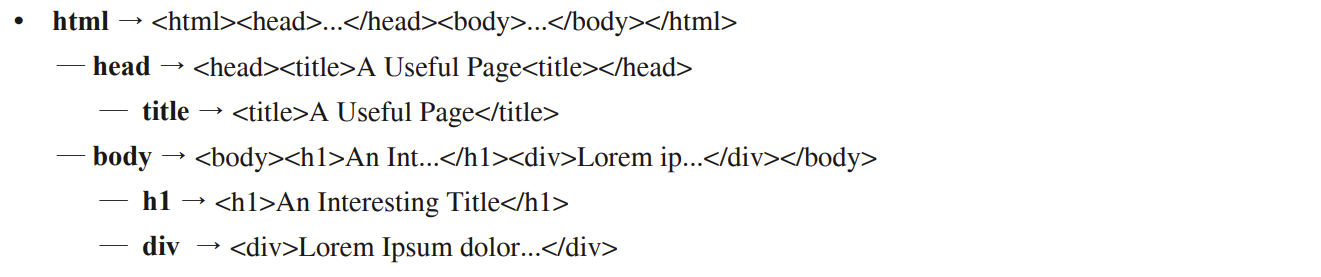 • html → <html><head>...</head><body>...</body></html>
— head → <head><title>A Useful Page<title></head>
— title → <title>A Useful Page</title>
— body → <body><h1>An Int...</h1><div>Lorem ip...</div></body>
— h1 → <h1>An Interesting Title</h1>
— div → <div>Lorem Ipsum dolor...</div>